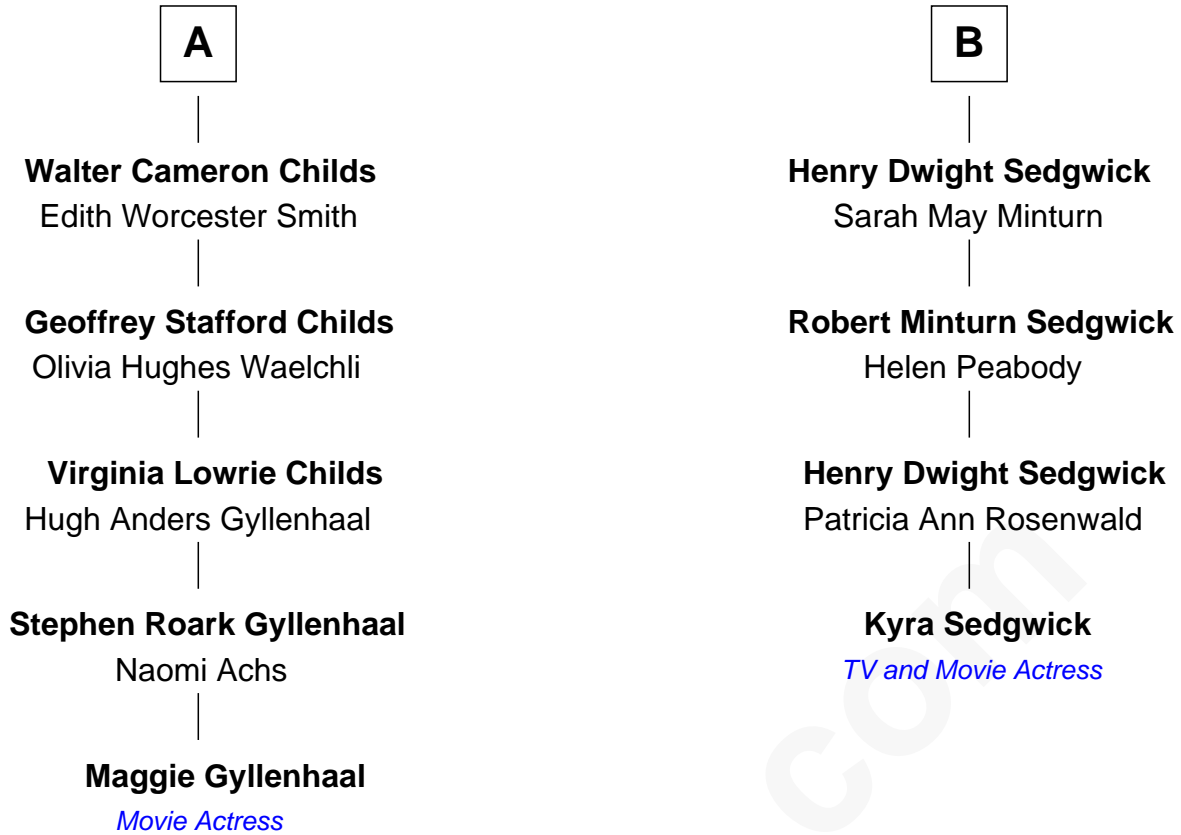 A
Walter Cameron Childs
Edith Worcester Smith
Geoffrey Stafford Childs
Olivia Hughes Waelchli
Virginia Lowrie Childs
Hugh Anders Gyllenhaal
Stephen Roark Gyllenhaal
Naomi Achs
Maggie Gyllenhaal
Movie Actress
B
Henry Dwight Sedgwick
Sarah May Minturn
Robert Minturn Sedgwick
Helen Peabody
Henry Dwight Sedgwick
Patricia Ann Rosenwald
Kyra Sedgwick
TV and Movie Actress
com